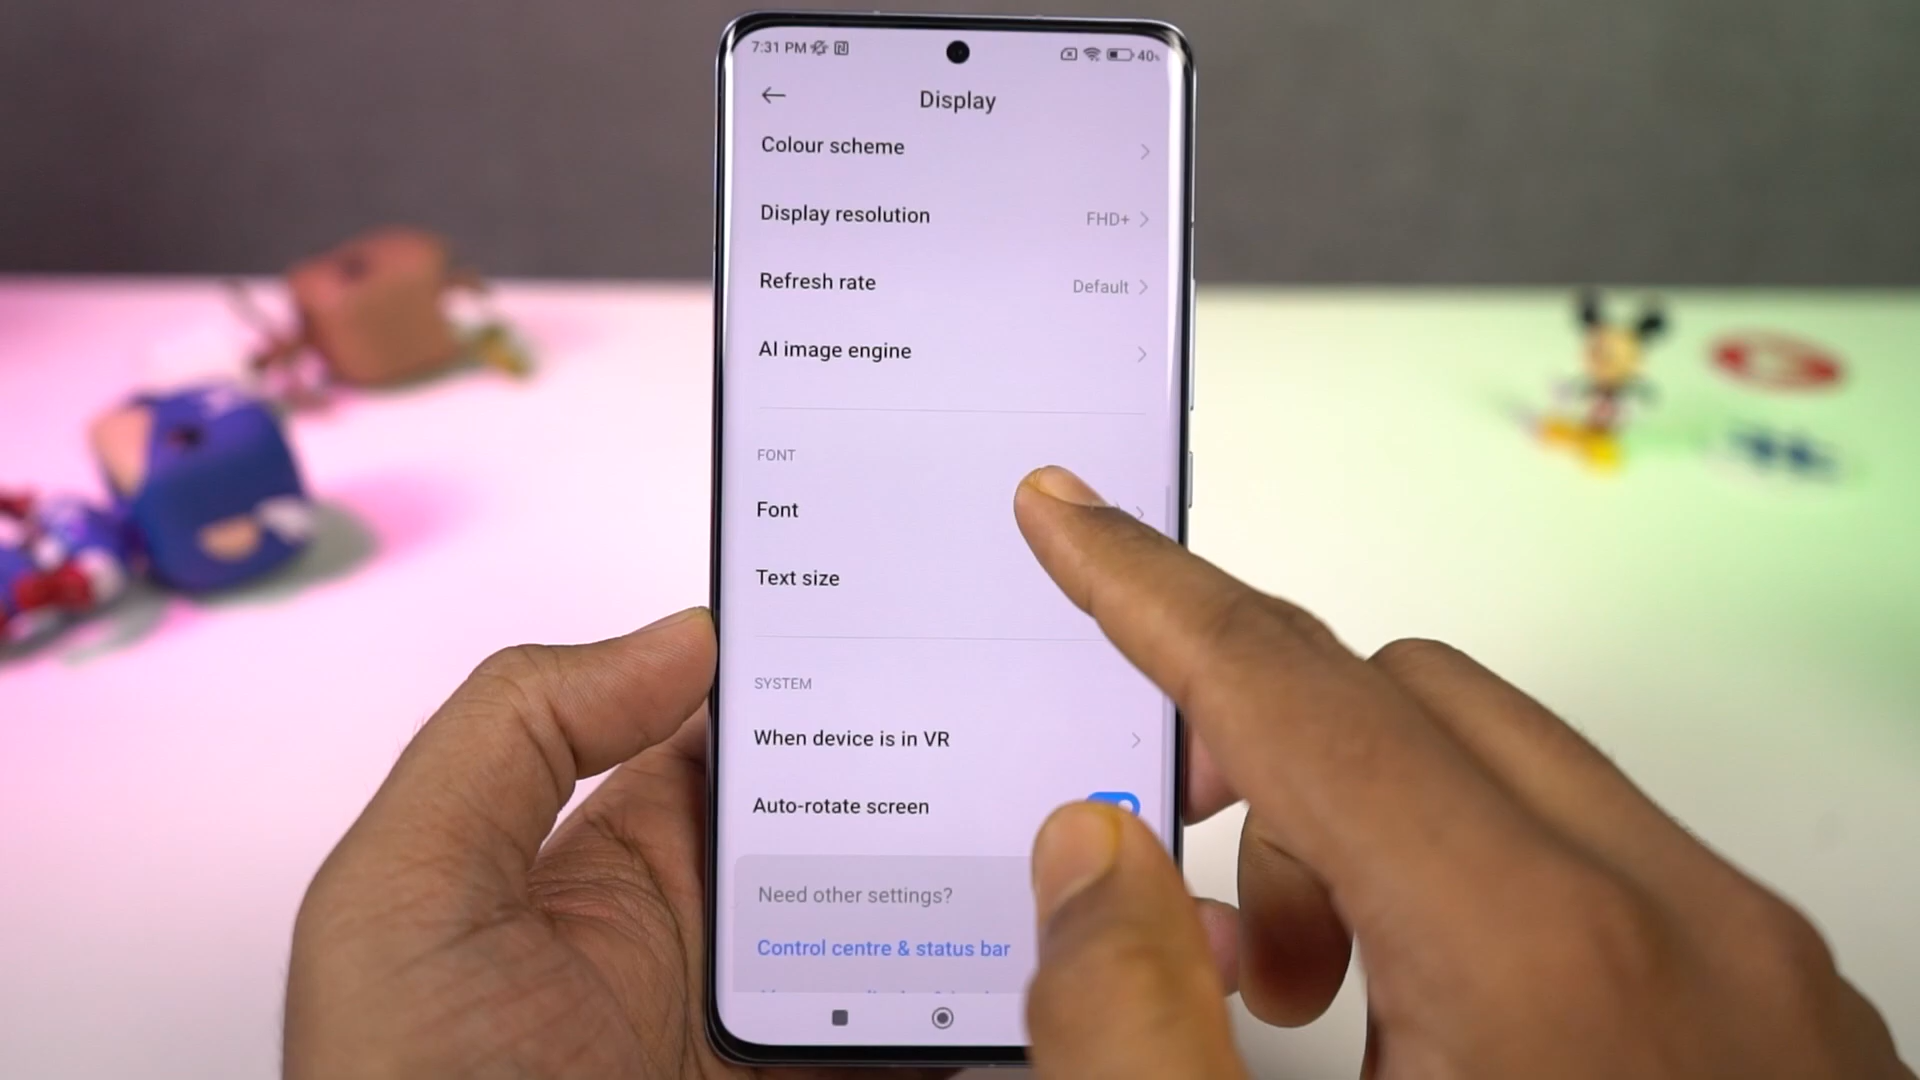 7:31 PM
40%
Display
Colour scheme
Display resolution FHD+
Refresh rate Default
AI image engine
FONT
Font
Text size
SYSTEM
When device is in VR
Auto-rotate screen
Need other settings?
Control centre & status bar